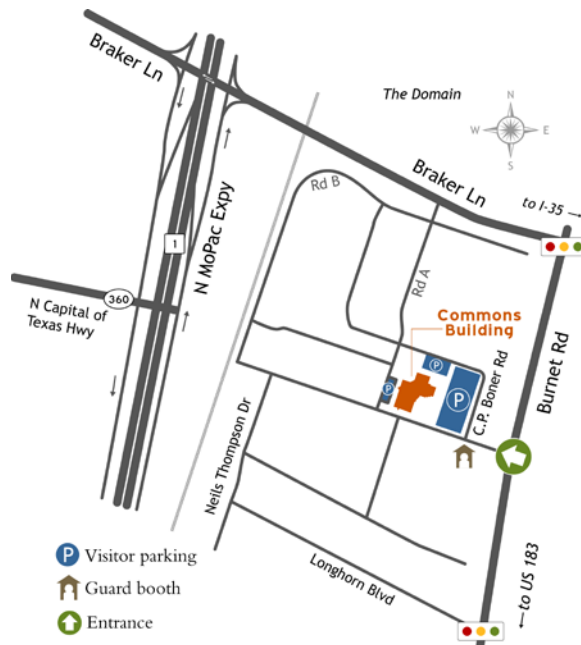 Braker Ln
The Domain
N
W
E
S
Braker Ln
to I-35
Rd B
N MoPac Expy
1
Rd A
360
N Capital of
Texas Hwy
Commons
Building
P
P
P
C.P. Boner Rd
Burnet Rd
Neils Thompson Dr
Longhorn Blvd
to US 183
P Visitor parking
Guard booth
Entrance